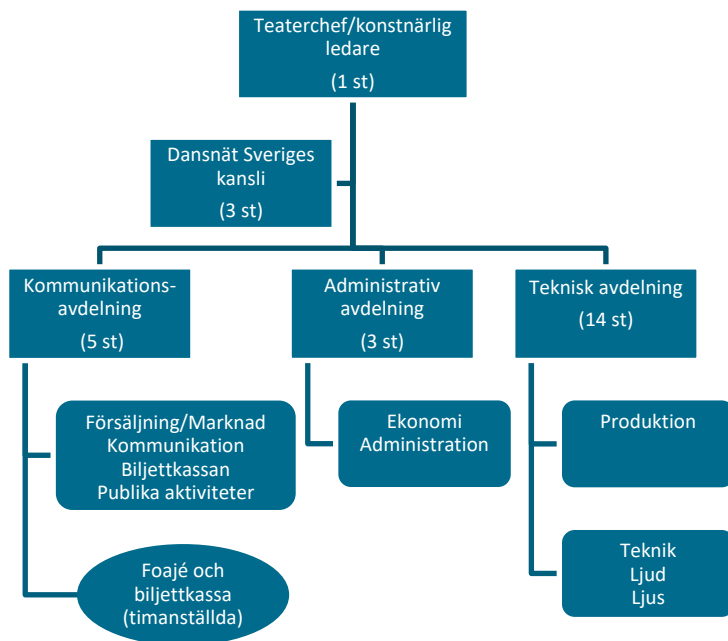 Teaterchef/konstnärlig
ledare
(1 st)
Dansnät Sveriges
kansli
(3 st)
Kommunikations-
avdelning
(5 st)
Administrativ
avdelning
(3 st)
Teknisk avdelning
(14 st)
Försäljning/Marknad
Kommunikation
Biljettkassan
Publika aktiviteter
Ekonomi
Administration
Produktion
Foajé och
biljettkassa
(timanställda)
Teknik
Ljud
Ljus